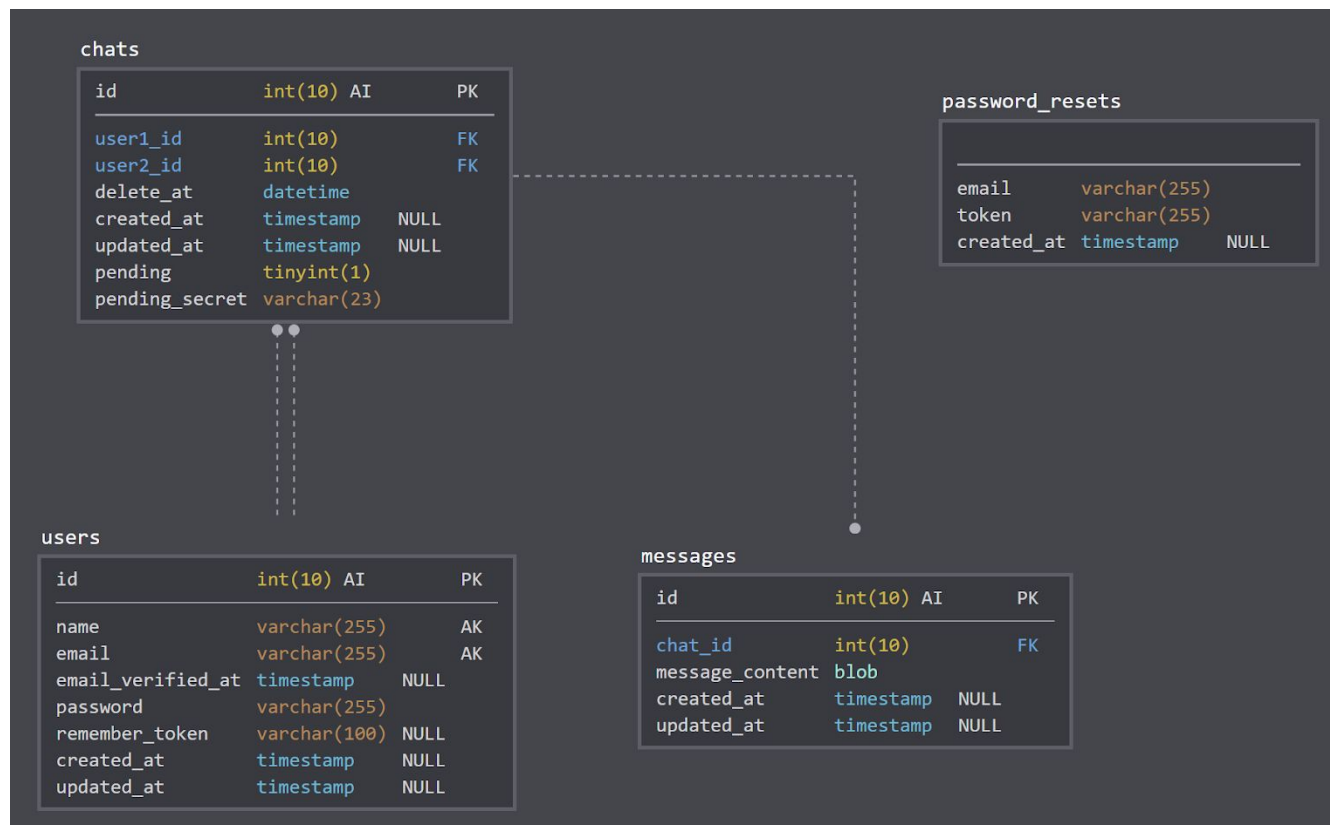 chats
id int(10) AI PK
user1_id int(10) FK
user2_id int(10) FK
delete_at datetime
created_at timestamp NULL
updated_at timestamp NULL
pending tinyint(1)
pending_secret varchar(23)
password_resets
email varchar(255)
token varchar(255)
created_at timestamp NULL
users
id int(10) AI PK
name varchar(255) AK
email varchar(255) AK
email_verified_at timestamp NULL
password varchar(255)
remember_token varchar(100) NULL
created_at timestamp NULL
updated_at timestamp NULL
messages
id int(10) AI PK
chat_id int(10) FK
message_content blob
created_at timestamp NULL
updated_at timestamp NULL